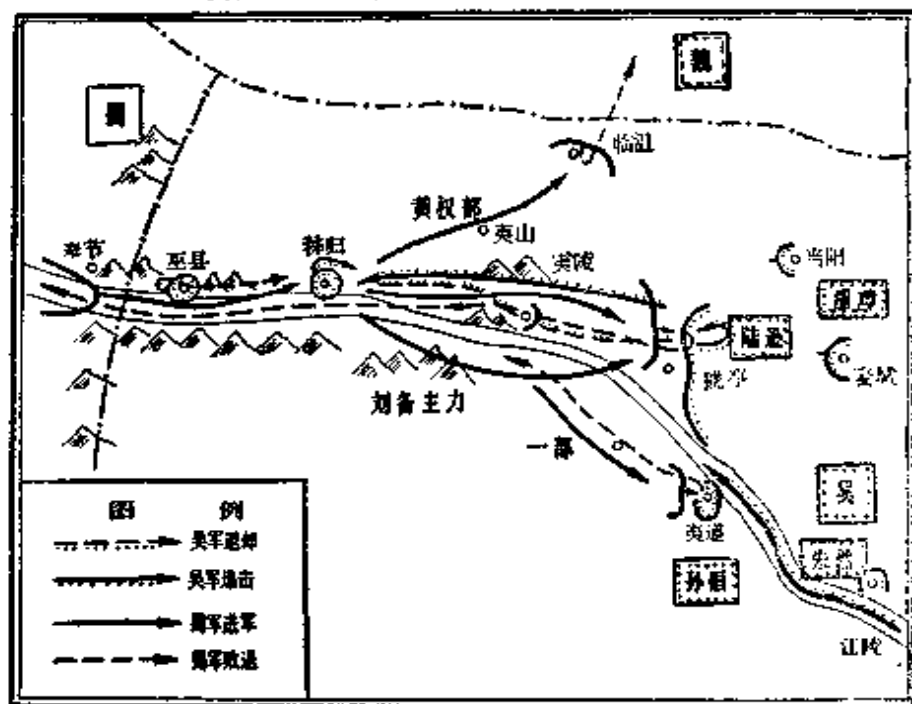 魏
蜀
临沮
黄权部
夷山
奉节
巫县
秭归
夷陵
当阳
陆逊
猇亭
刘备主力
一部
吴
夷道
孙桓
江陵
图 例
吴军退却
吴军追击
蜀军进军
蜀军败退